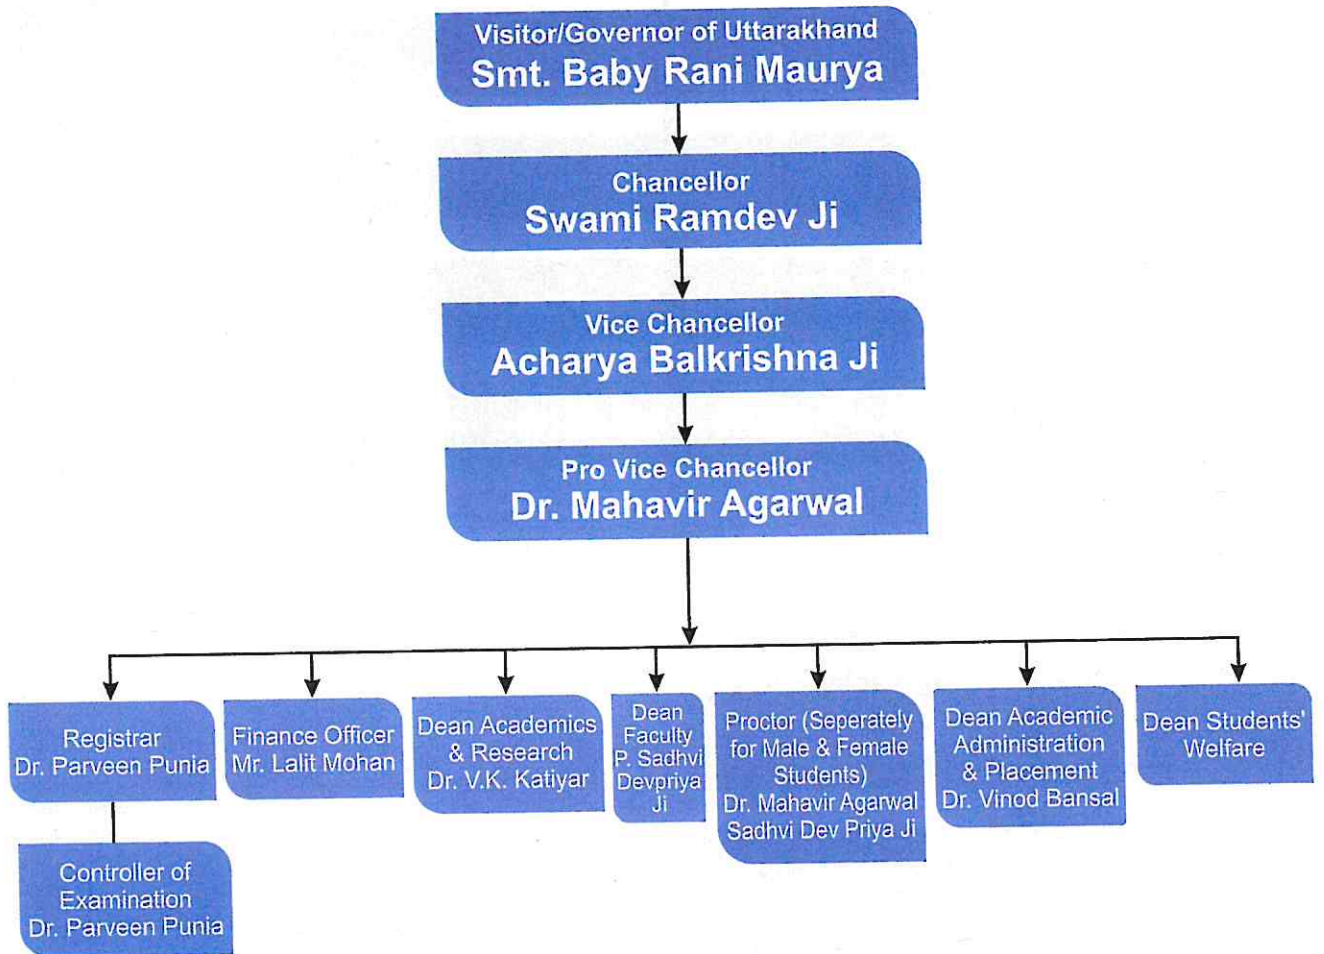 Visitor/Governor of Uttarakhand
Smt. Baby Rani Maurya
Chancellor
Swami Ramdev Ji
Vice Chancellor
Acharya Balkrishna Ji
Pro Vice Chancellor
Dr. Mahavir Agarwal
Registrar
Dr. Parveen Punia
Finance Officer
Mr. Lalit Mohan
Dean Academics
& Research
Dr. V.K. Katiyar
Dean
Faculty
P. Sadhvi
Devpriya
Ji
Proctor (Seperately
for Male & Female
Students)
Dr. Mahavir Agarwal
Sadhvi Dev Priya Ji
Dean Academic
Administration
& Placement
Dr. Vinod Bansal
Dean Students'
Welfare
Controller of
Examination
Dr. Parveen Punia